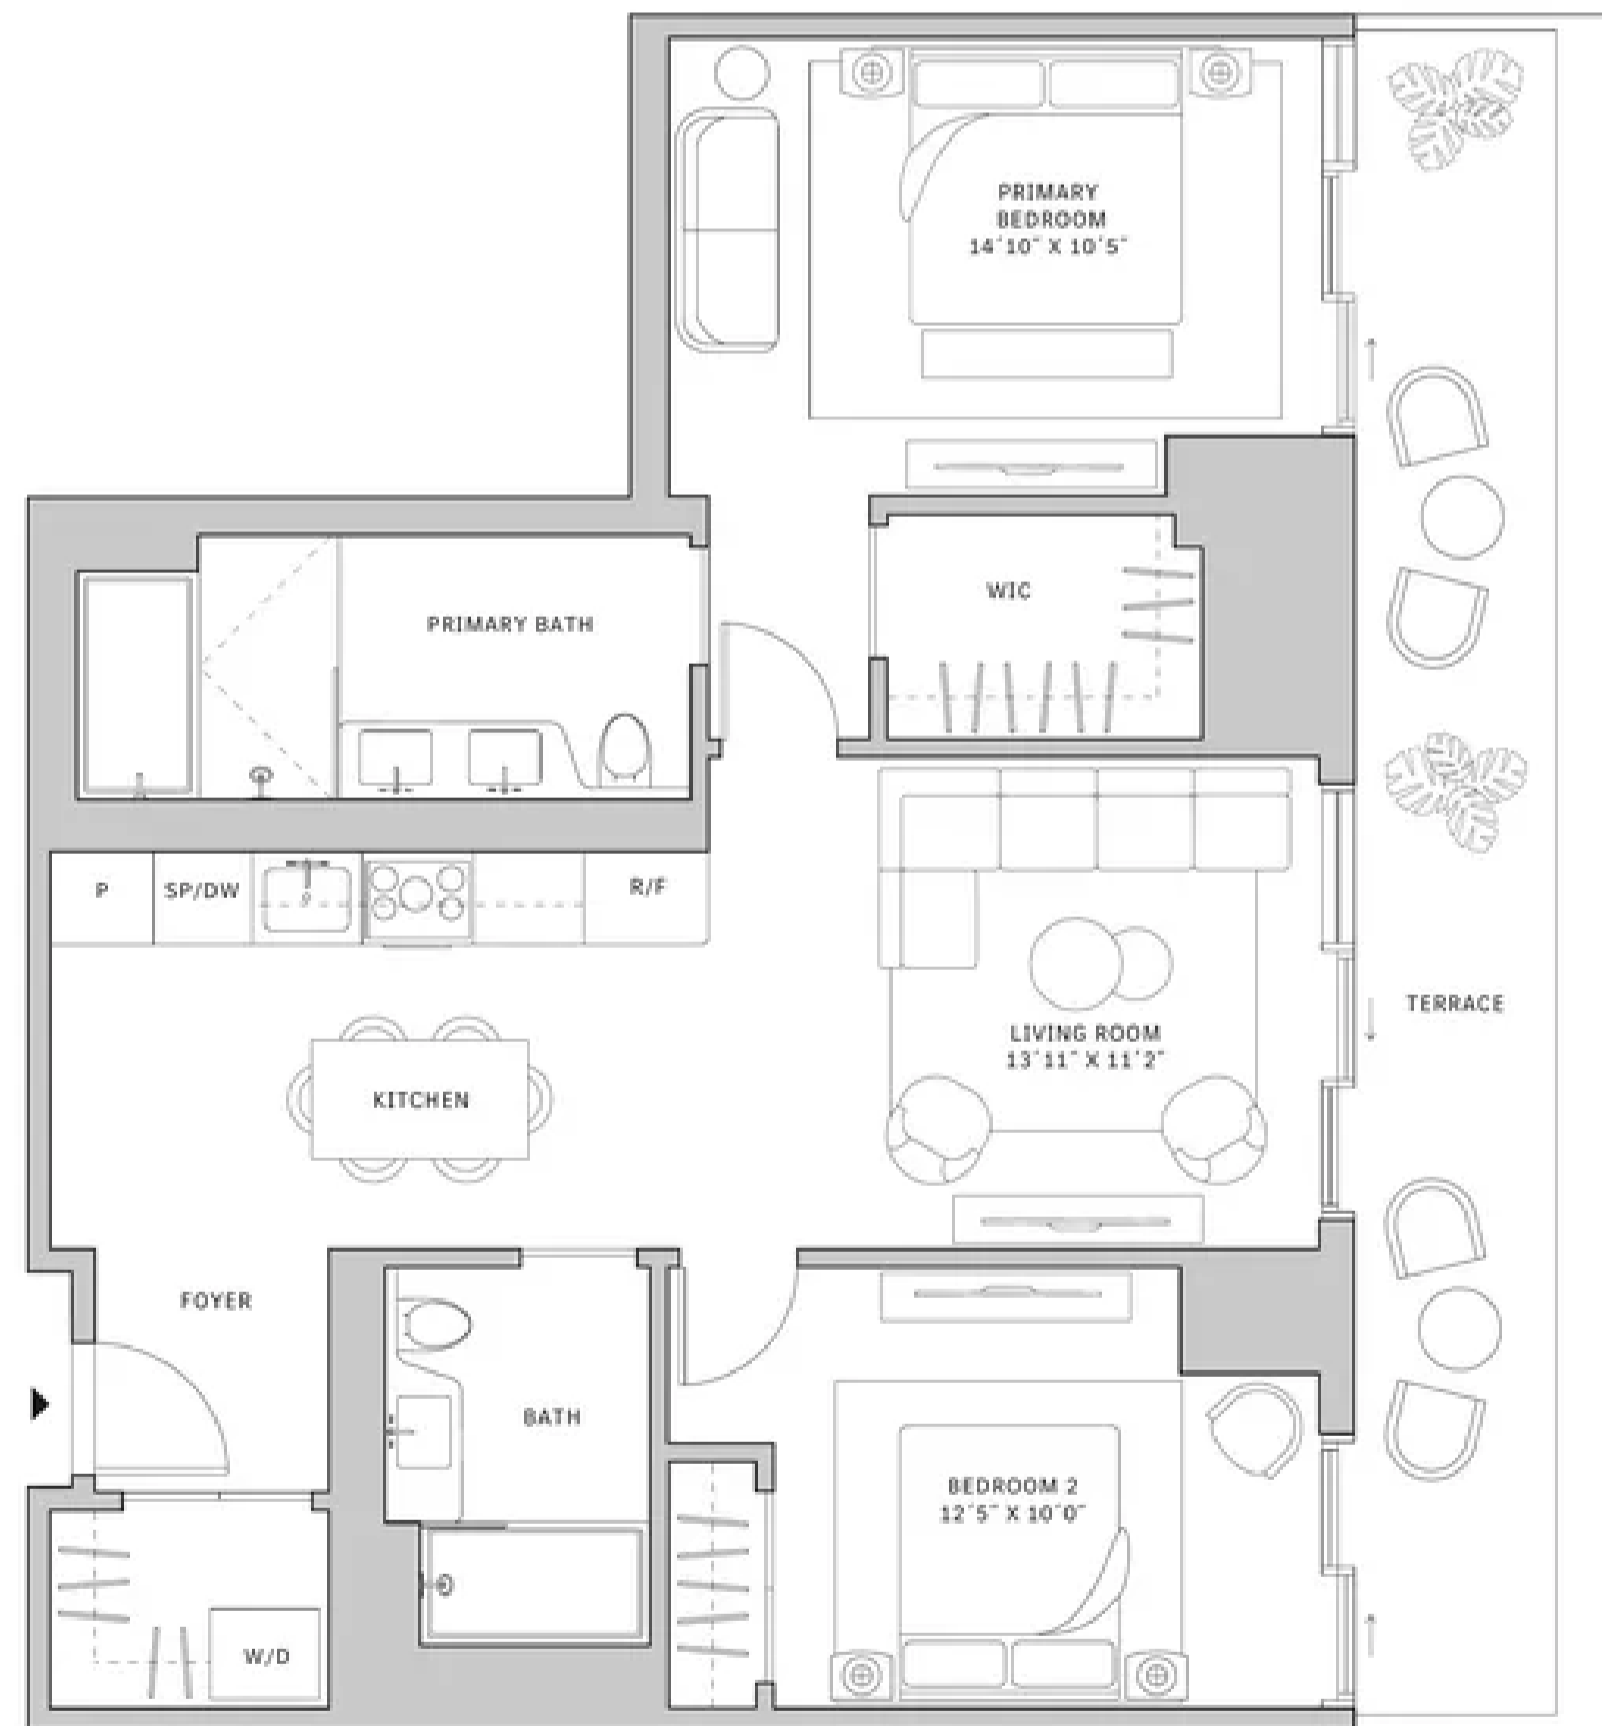 PRIMARY
BEDROOM
14´10˝ X 10´5˝
WIC
PRIMARY BATH
P
SP/DW
R/F
TERRACE
LIVING ROOM
13´11˝ X 11´2˝
KITCHEN
FOYER
BATH
BEDROOM 2
12´5˝ X 10´0˝
W/D